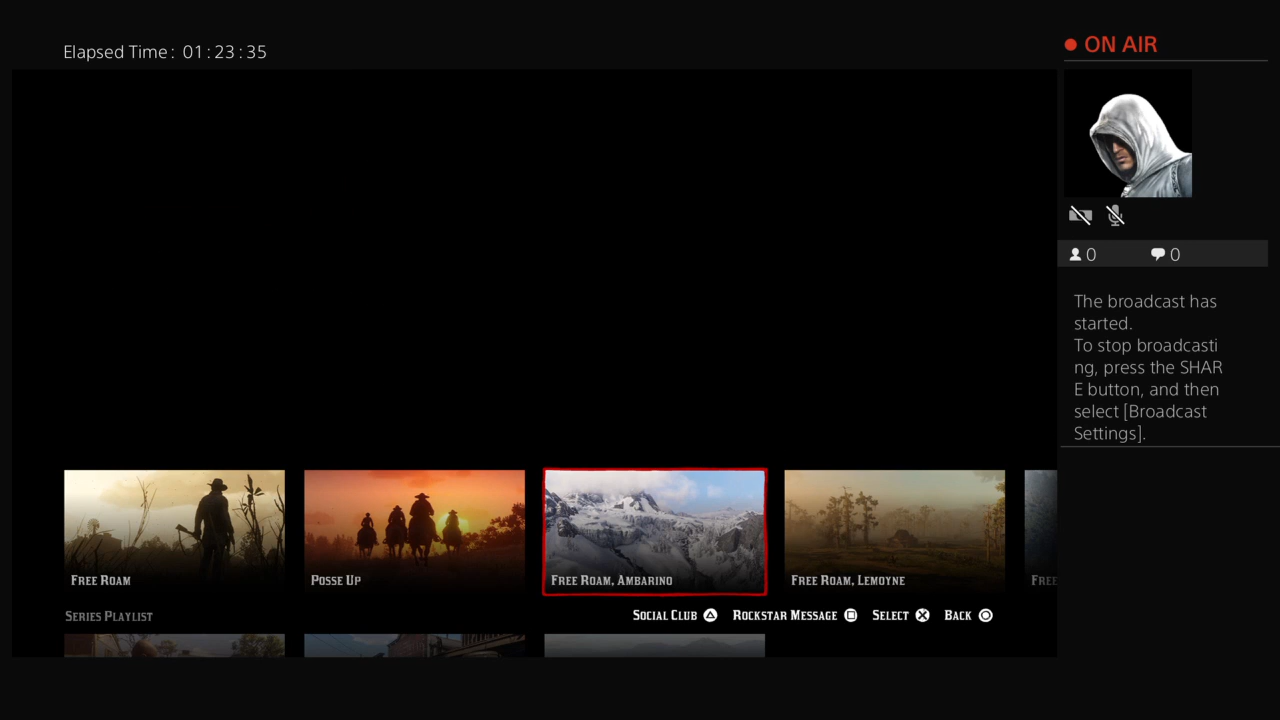 Elapsed Time: 01:23:35
ON AIR
0
0
The broadcast has
started.
To stop broadcasti
ng, press the SHAR
E button, and then
select [Broadcast
Settings].
Free Roam
Posse Up
Free Roam, Ambarino
Free Roam, Lemoyne
Free
Series Playlist
Social Club
Rockstar Message
Select
Back